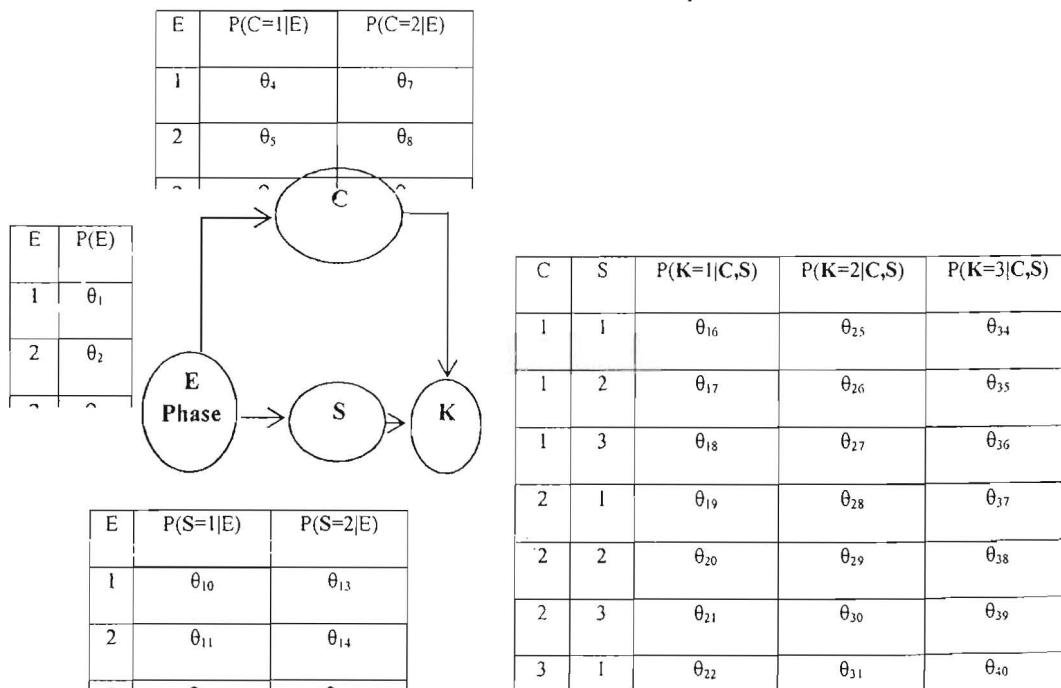 E P(C=1|E) P(C=2|E)
1 θ₄ θ₇
2 θ₅ θ₈
C
E P(E)
1 θ₁
2 θ₂
E
Phase
S
K
C S P(K=1|C,S) P(K=2|C,S) P(K=3|C,S)
1 1 θ₁₆ θ₂₅ θ₃₄
1 2 θ₁₇ θ₂₆ θ₃₅
1 3 θ₁₈ θ₂₇ θ₃₆
2 1 θ₁₉ θ₂₈ θ₃₇
2 2 θ₂₀ θ₂₉ θ₃₈
2 3 θ₂₁ θ₃₀ θ₃₉
3 1 θ₂₂ θ₃₁ θ₄₀
E P(S=1|E) P(S=2|E)
1 θ₁₀ θ₁₃
2 θ₁₁ θ₁₄